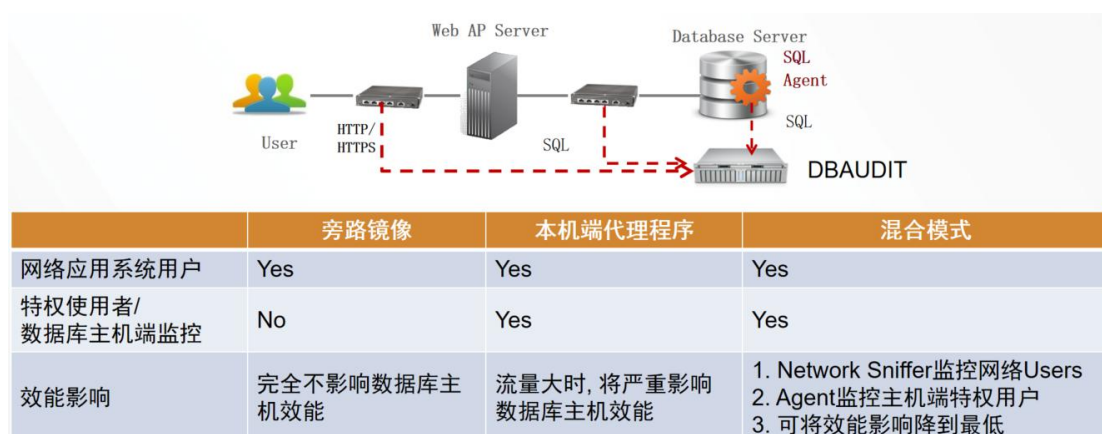 Web AP Server
Database Server
SQL
Agent
HTTP/
HTTPS
User
SQL
SQL
DBAUDIT
旁路镜像 本机端代理程序 混合模式
网络应用系统用户 Yes Yes Yes
特权使用者/
数据库主机端监控 No Yes Yes
效能影响
完全不影响数据库主
机效能
流量大时, 将严重影响
数据库主机效能
1. Network Sniffer监控网络Users
2. Agent监控主机端特权用户
3. 可将效能影响降到最低